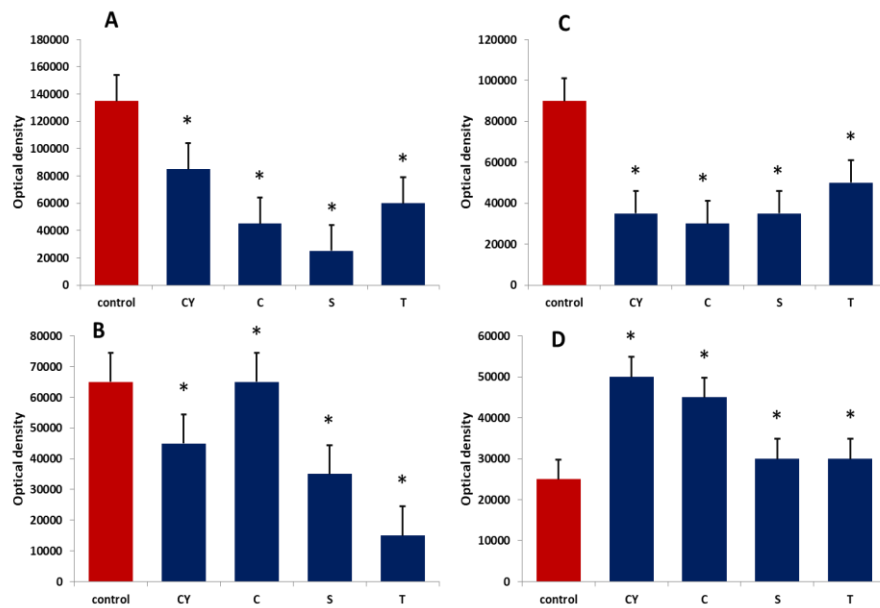 A
Optical density
180000
160000
140000
120000
100000
80000
60000
40000
20000
0
* * * *
control CY C S T
C
Optical density
120000
100000
80000
60000
40000
20000
0
* * * *
control CY C S T
B
Optical density
80000
70000
60000
50000
40000
30000
20000
10000
0
* * * *
control CY C S T
D
Optical density
60000
50000
40000
30000
20000
10000
0
* * * *
control CY C S T